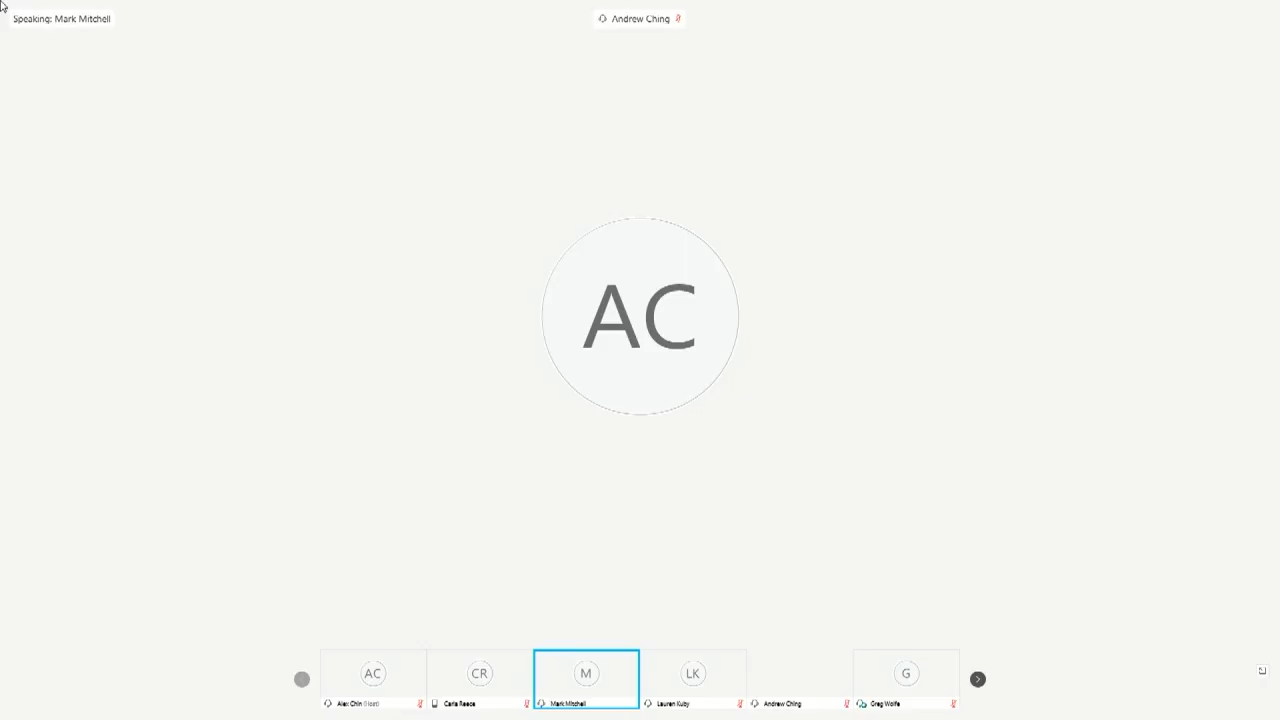 Speaking: Mark Mitchell
Andrew Ching
AC
AC
CR
M
LK
G
Alex Chin (Host)
Carla Reece
Mark Mitchell
Lauren Kuby
Andrew Ching
Greg Wolfe